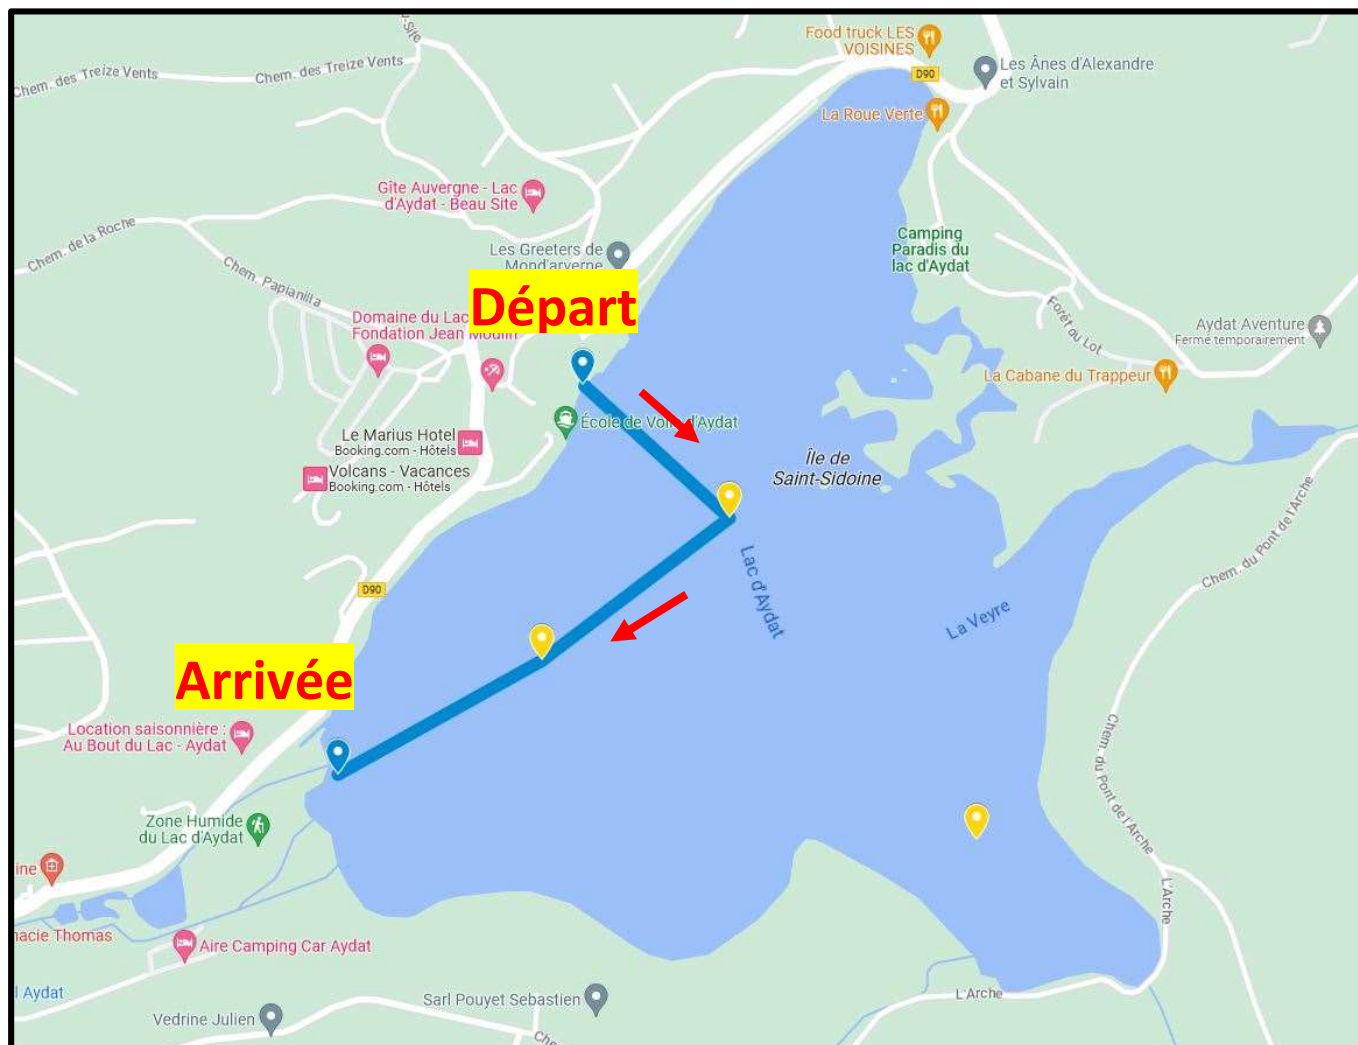 Food truck LES
VOISINES
D90
Les Ânes d'Alexandre
et Sylvain
Chem. des Treize Vents
Chem. des Treize Vents
La Roue Verte
Gîte Auvergne - Lac
d'Aydat - Beau Site
Chem. de la Roche
Camping
Paradis du
lac d'Aydat
Les Greeters de
Mond'arverne
Chem. Papianilla
Départ
Domaine du Lac
Fondation Jean Moulin
Forêt du Lot
Aydat Aventure
Fermé temporairement
La Cabane du Trappeur
École de Voile d'Aydat
Le Marius Hotel
Booking.com - Hôtels
Volcans - Vacances
Booking.com - Hôtels
Île de
Saint-Sidoine
Chem. du Pont de l'Arche
Lac d'Aydat
La Veyre
D90
Arrivée
Location saisonnière :
Au Bout du Lac - Aydat
Chem. du Pont de l'Arche
Zone Humide
du Lac d'Aydat
ine
L'Arche
macie Thomas
Aire Camping Car Aydat
l Aydat
Sarl Pouyet Sebastien
L'Arche
Vedrine Julien
Che